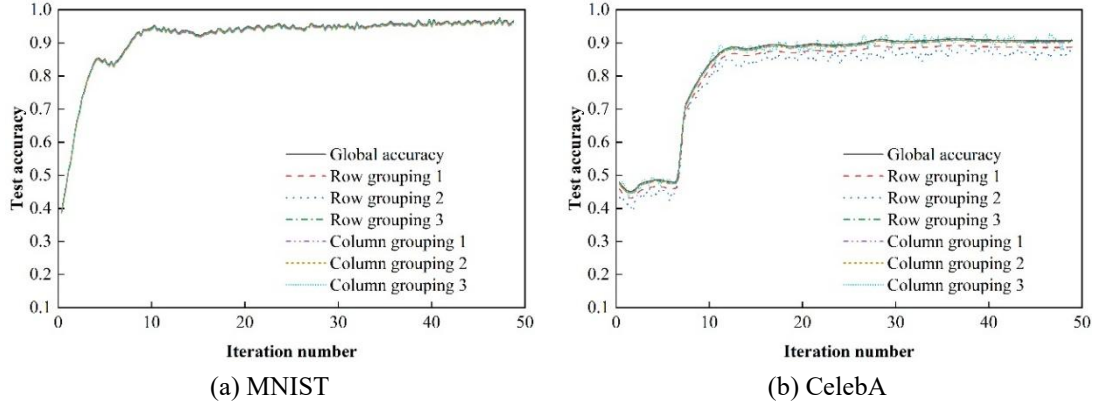 1.0
0.9
0.8
0.7
0.6
0.5
0.4
0.3
0.2
0.1
Test accuracy
Global accuracy
Row grouping 1
Row grouping 2
Row grouping 3
Column grouping 1
Column grouping 2
Column grouping 3
0 10 20 30 40 50
Iteration number
(a) MNIST
1.0
0.9
0.8
0.7
0.6
0.5
0.4
0.3
0.2
0.1
Test accuracy
Global accuracy
Row grouping 1
Row grouping 2
Row grouping 3
Column grouping 1
Column grouping 2
Column grouping 3
0 10 20 30 40 50
Iteration number
(b) CelebA